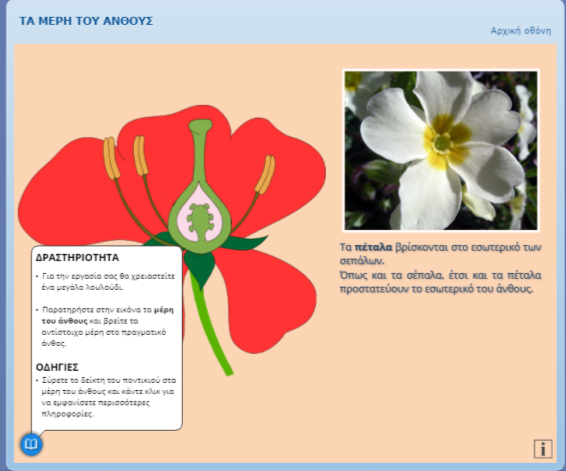 ΤΑ ΜΕΡΗ ΤΟΥ ΑΝΘΟΥΣ
Αρχική οθόνη
Τα πέταλα βρίσκονται στο εσωτερικό των
σεπάλων.
Όπως και τα σέπαλα, έτσι και τα πέταλα
προστατεύουν το εσωτερικό του άνθους.
ΔΡΑΣΤΗΡΙΟΤΗΤΑ
• Για την εργασία σας θα χρειαστείτε
ένα μεγάλο λουλούδι.
• Παρατηρήστε στην εικόνα τα μέρη
του άνθους και βρείτε τα
αντίστοιχα μέρη στο πραγματικό
άνθος.
ΟΔΗΓΙΕΣ
• Σύρετε το δείκτη του ποντικιού στα
μέρη του άνθους και κάντε κλικ για
να εμφανίσετε περισσότερες
πληροφορίες.
i